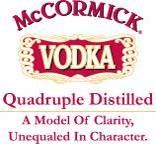 McCORMICK®
VODKA
Quadruple Distilled
A Model Of Clarity,
Unequaled In Character.